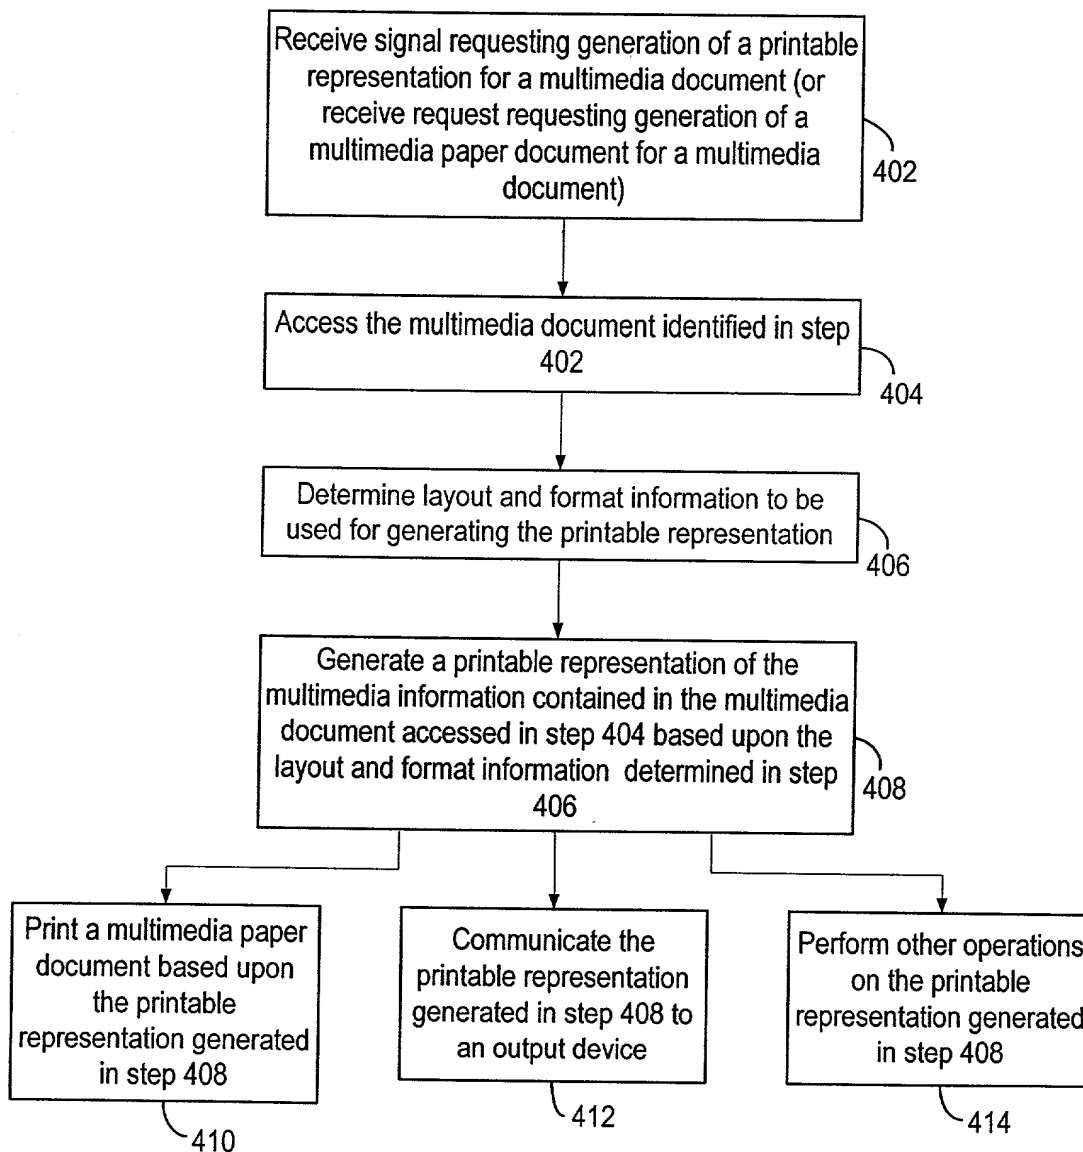 Receive signal requesting generation of a printable
representation for a multimedia document (or
receive request requesting generation of a
multimedia paper document for a multimedia
document)
402
Access the multimedia document identified in step
402
404
Determine layout and format information to be
used for generating the printable representation
406
Generate a printable representation of the
multimedia information contained in the multimedia
document accessed in step 404 based upon the
layout and format information determined in step
406
408
Print a multimedia paper
document based upon
the printable
representation generated
in step 408
410
Communicate the
printable representation
generated in step 408 to
an output device
412
Perform other operations
on the printable
representation generated
in step 408
414